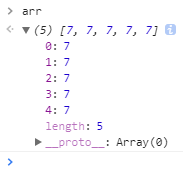 > arr
<· ▼ (5) [7, 7, 7, 7, 7] i
0: 7
1: 7
2: 7
3: 7
4: 7
length: 5
▶ __proto__: Array(0)
>